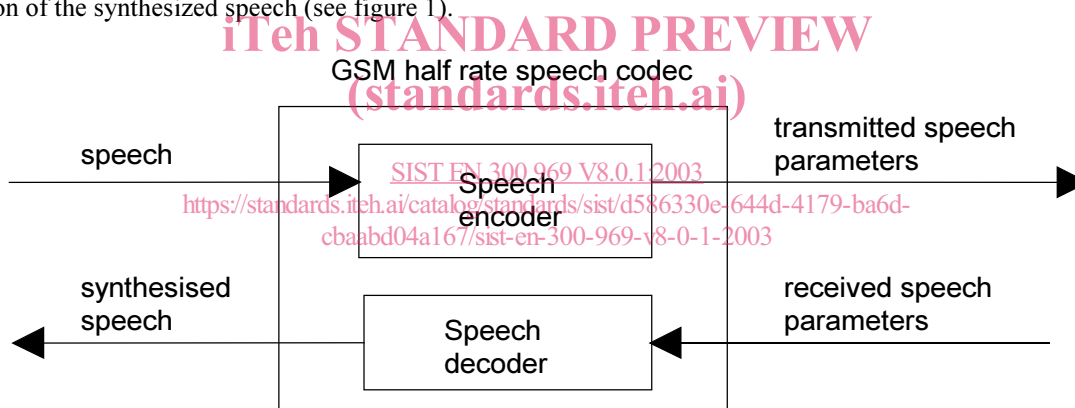 on of the synthesized speech (see figure 1).
iTeh STANDARD PREVIEW
GSM half rate speech codec
(standards.iteh.ai)
transmitted speech
parameters
speech
SIST EN 300 969 V8.0.1:2003
Speech
encoder
https://standards.iteh.ai/catalog/standards/sist/d586330e-644d-4179-ba6d-
cbaabd04a167/sist-en-300-969-v8-0-1-2003
synthesised
speech
received speech
parameters
Speech
decoder